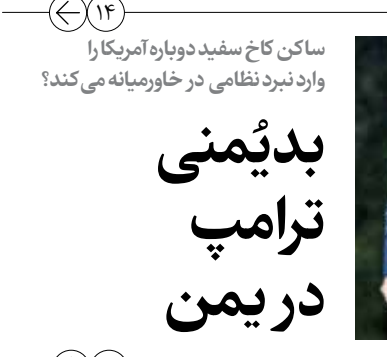 ۱۴
ساکن کاخ سفید دوباره آمریکا را
وارد نبرد نظامی در خاورمیانه می‌کند؟
بدیُمنی
ترامپ
در یمن